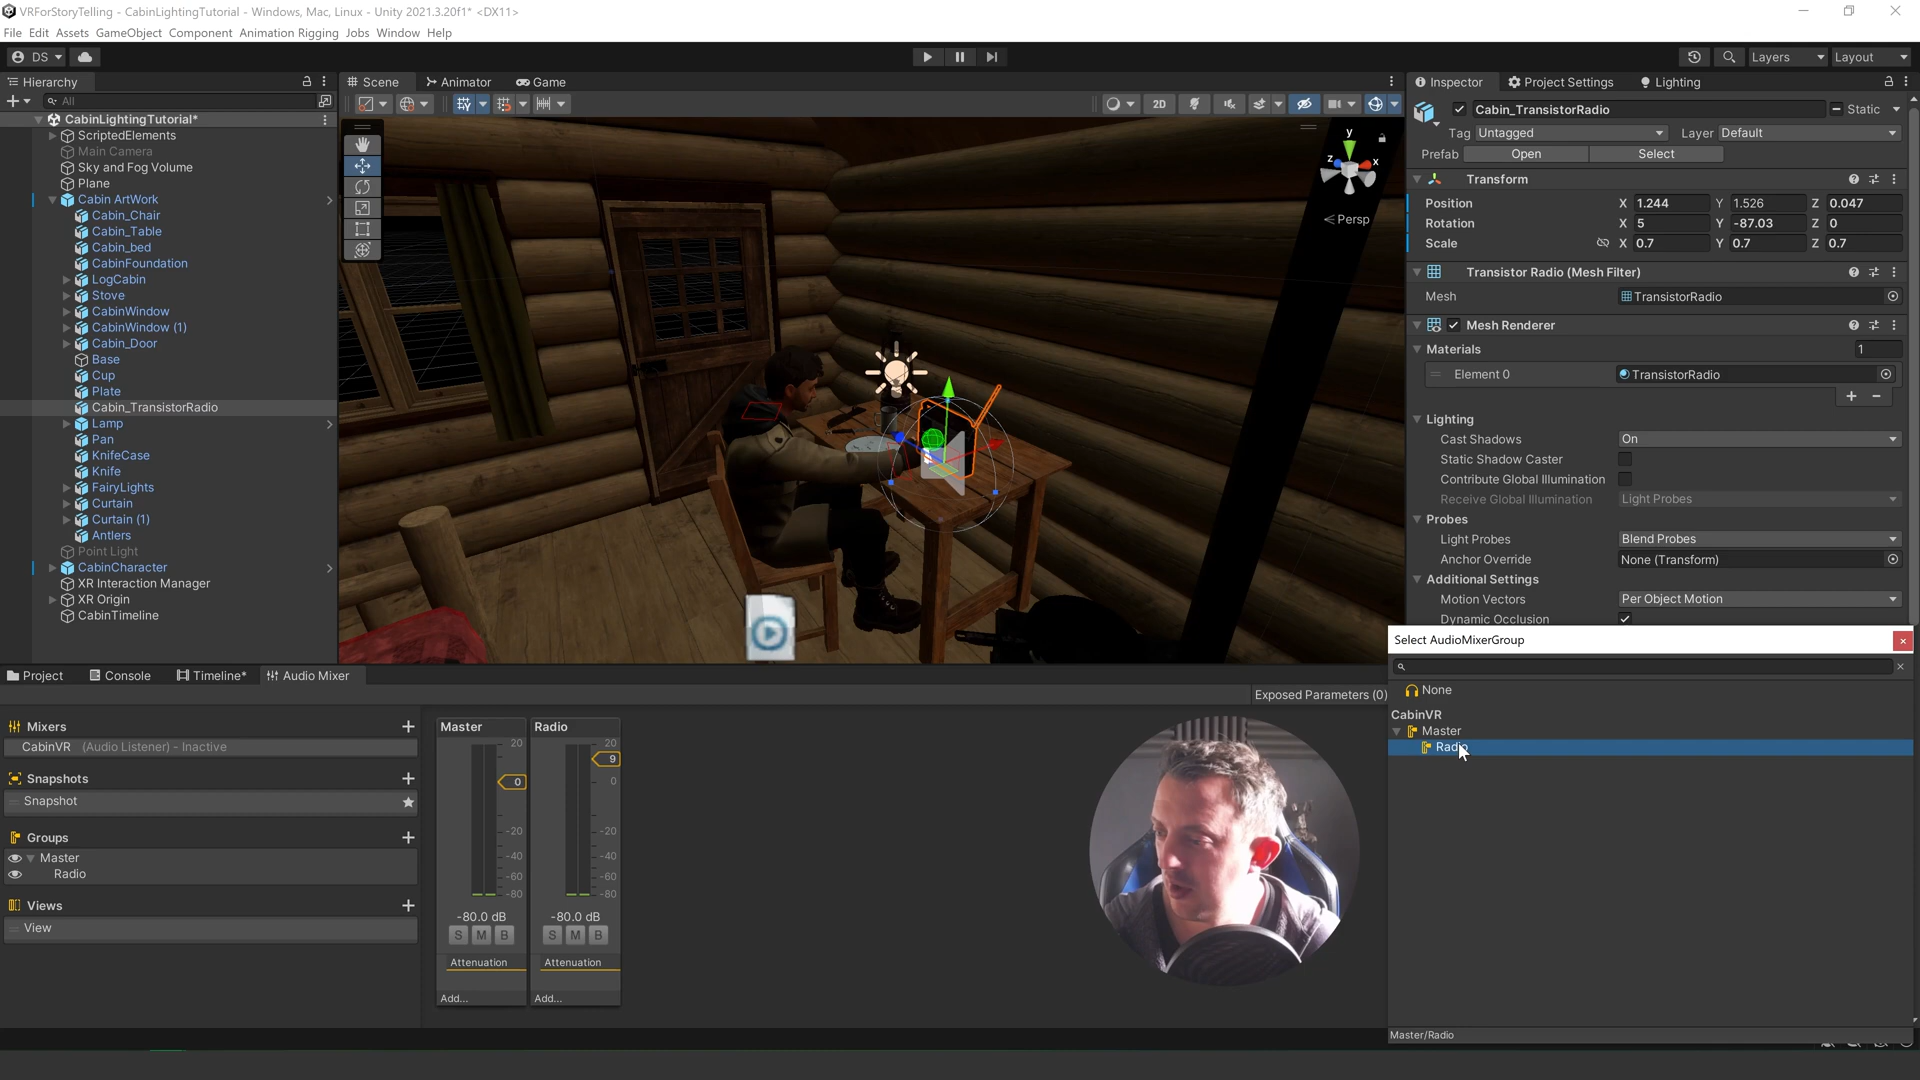 VRForStoryTelling - CabinLightingTutorial - Windows, Mac, Linux - Unity 2021.3.20f1* <DX11>
File Edit Assets GameObject Component Animation Rigging Jobs Window Help
DS
Layers
Layout
Hierarchy
All
CabinLightingTutorial*
ScriptedElements
Main Camera
Sky and Fog Volume
Plane
Cabin ArtWork
Cabin_Chair
Cabin_Table
Cabin_bed
CabinFoundation
LogCabin
Stove
CabinWindow
CabinWindow (1)
Cabin_Door
Base
Cup
Plate
Cabin_TransistorRadio
Lamp
Pan
KnifeCase
Knife
FairyLights
Curtain
Curtain (1)
Antlers
Point Light
CabinCharacter
XR Interaction Manager
XR Origin
CabinTimeline
Scene Animator Game
2D
y
z
x
Persp
Inspector Project Settings Lighting
Cabin_TransistorRadio Static
Tag Untagged Layer Default
Prefab Open Select
Transform
Position X 1.244 Y 1.526 Z 0.047
Rotation X 5 Y -87.03 Z 0
Scale X 0.7 Y 0.7 Z 0.7
Transistor Radio (Mesh Filter)
Mesh TransistorRadio
Mesh Renderer
Materials 1
Element 0 TransistorRadio
Lighting
Cast Shadows On
Static Shadow Caster
Contribute Global Illumination
Receive Global Illumination Light Probes
Probes
Light Probes Blend Probes
Anchor Override None (Transform)
Additional Settings
Motion Vectors Per Object Motion
Dynamic Occlusion
Select AudioMixerGroup
None
CabinVR
Master
Radio
Master/Radio
Project Console Timeline* Audio Mixer
Exposed Parameters (0)
Mixers
CabinVR (Audio Listener) - Inactive
Snapshots
Snapshot
Groups
Master
Radio
Views
View
Master Radio
20 20
9
0 0
-20 -20
-40 -40
-60 -60
-80 -80
-80.0 dB -80.0 dB
S M B S M B
Attenuation Attenuation
Add... Add...